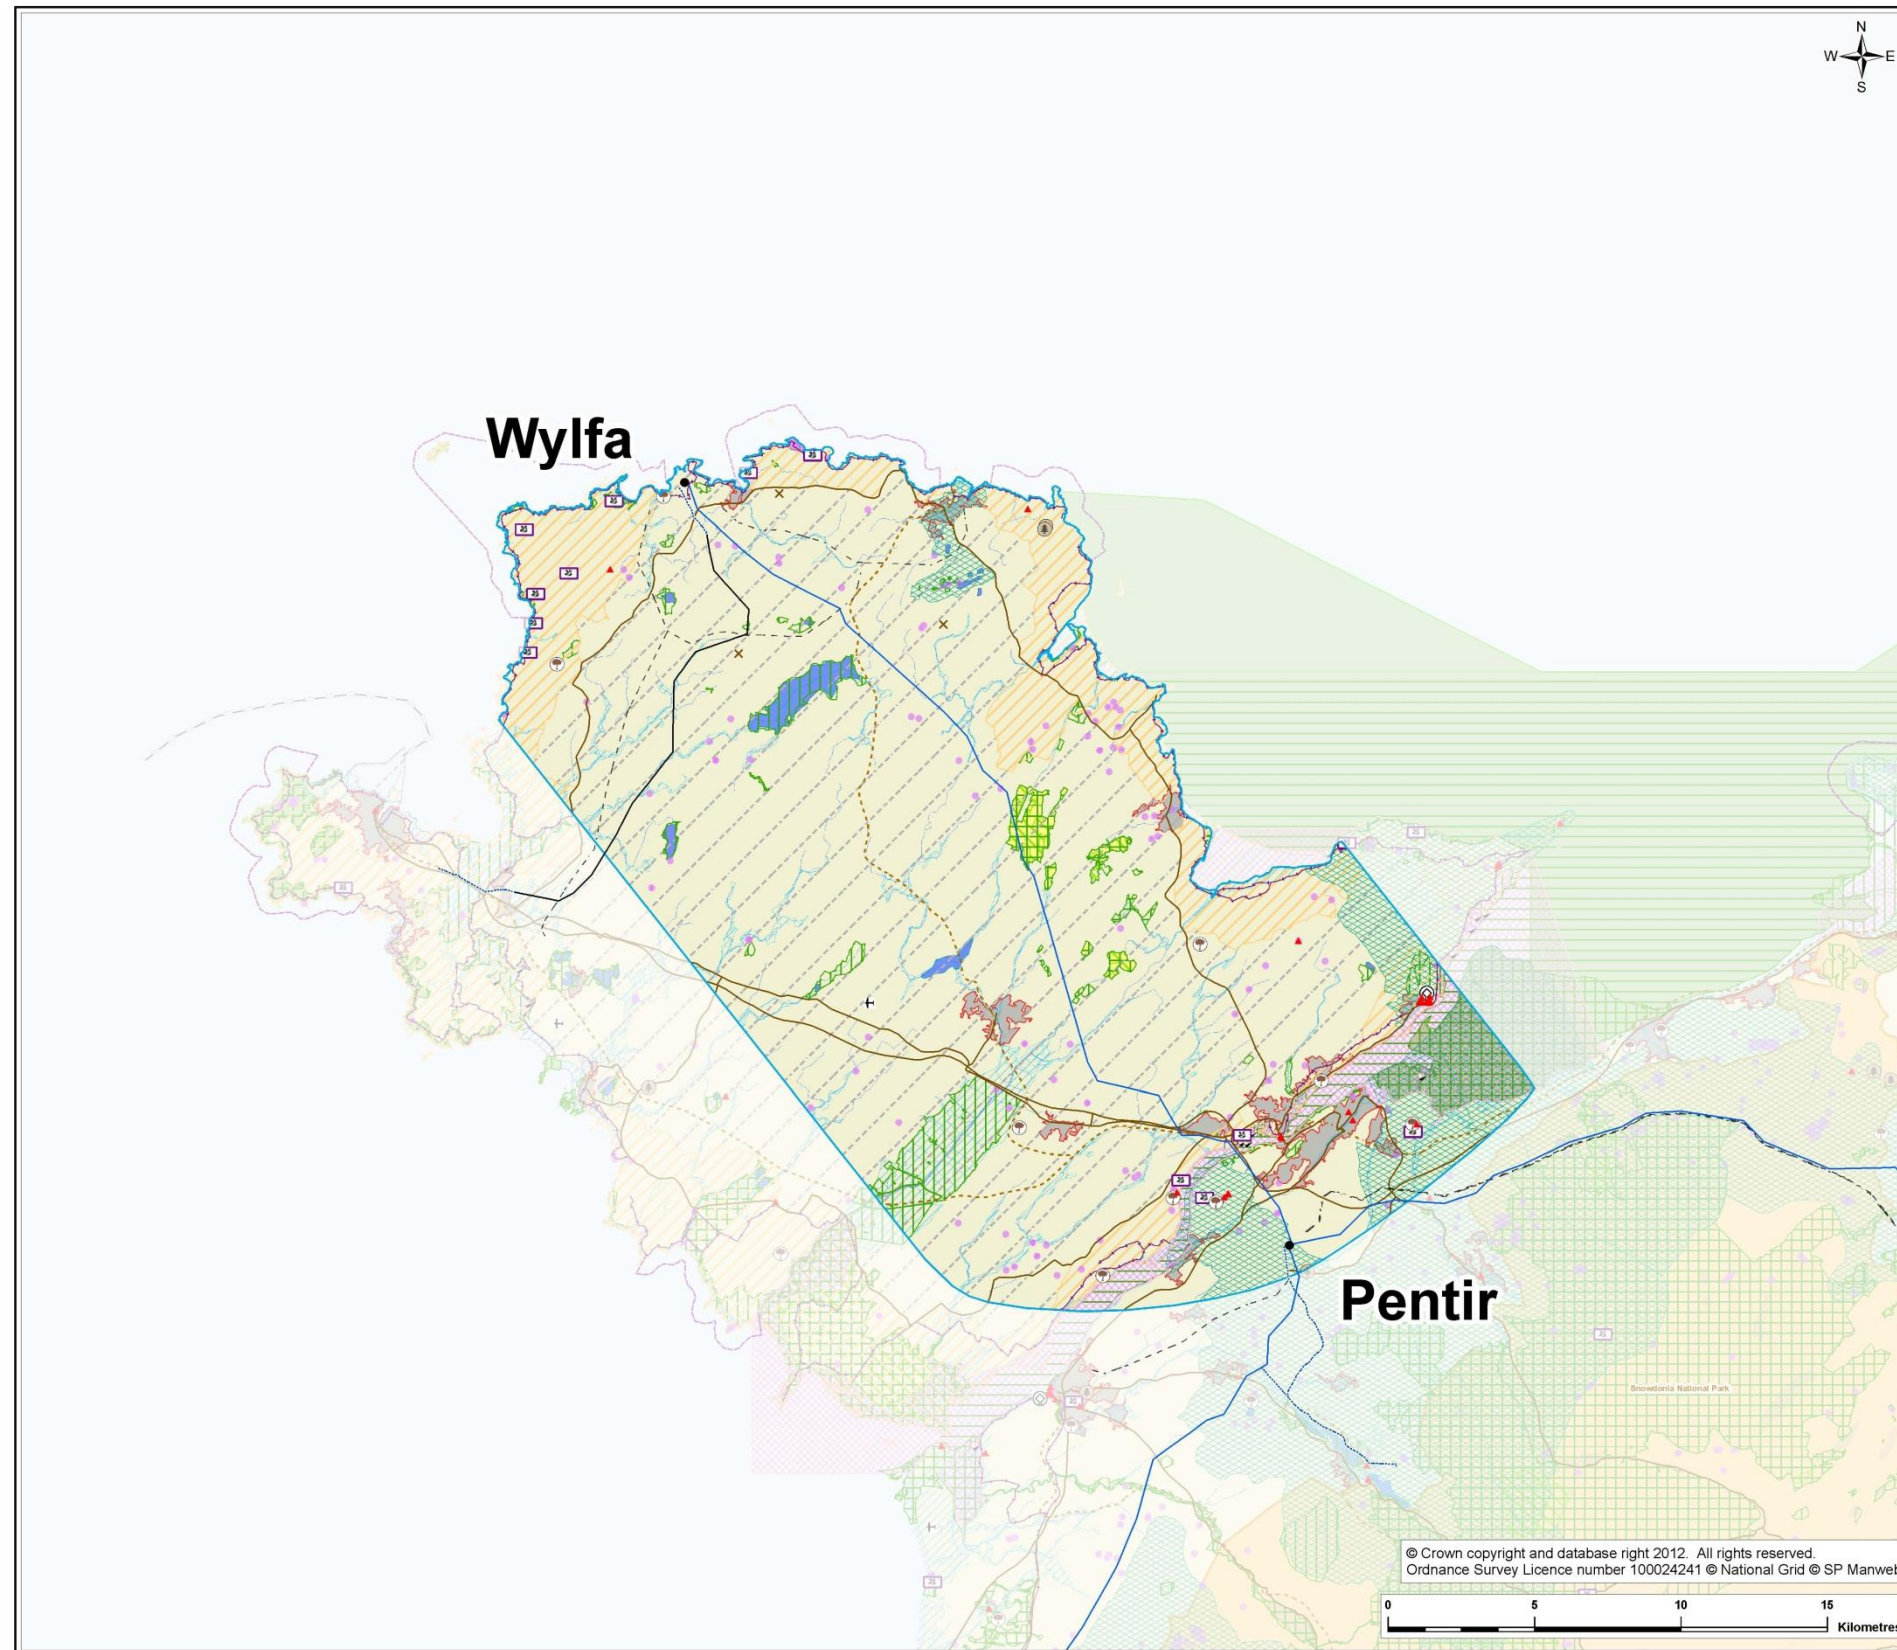 N
W E
S
Wylfa
Pentir
Snowdonia National Park
© Crown copyright and database right 2012. All rights reserved.
Ordnance Survey Licence number 100024241 © National Grid © SP Manweb
0 5 10 15
Kilometres